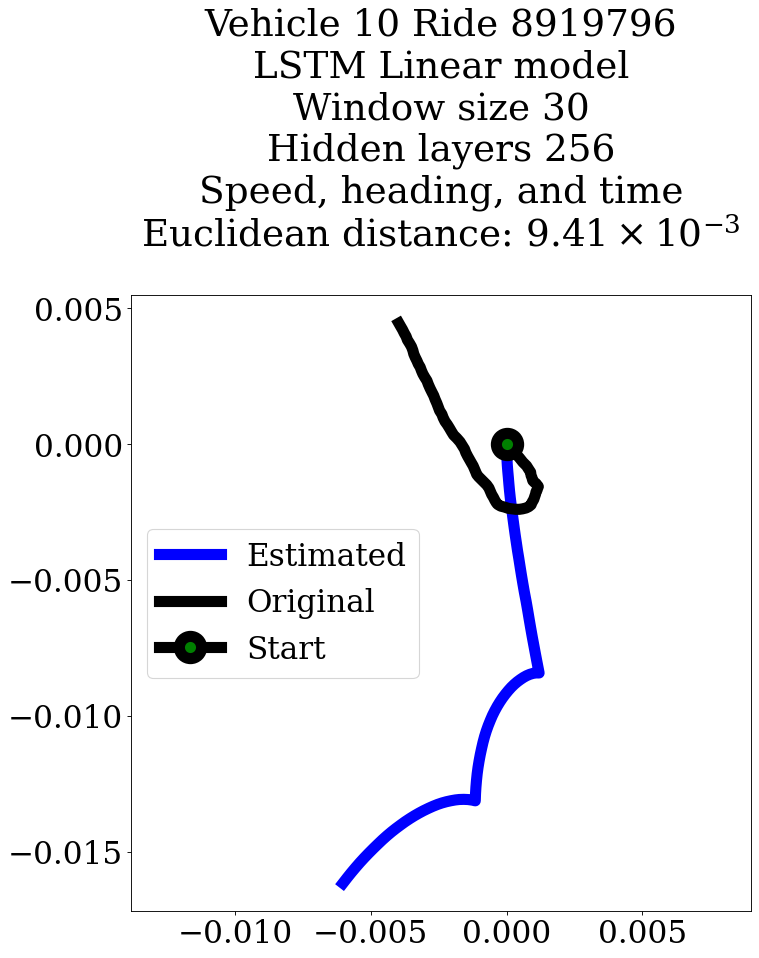 Vehicle 10 Ride 8919796
LSTM Linear model
Window size 30
Hidden layers 256
Speed, heading, and time
Euclidean distance: 9.41 × 10⁻³
0.005
0.000
−0.005
−0.010
−0.015
Estimated
Original
Start
−0.010 −0.005 0.000 0.005